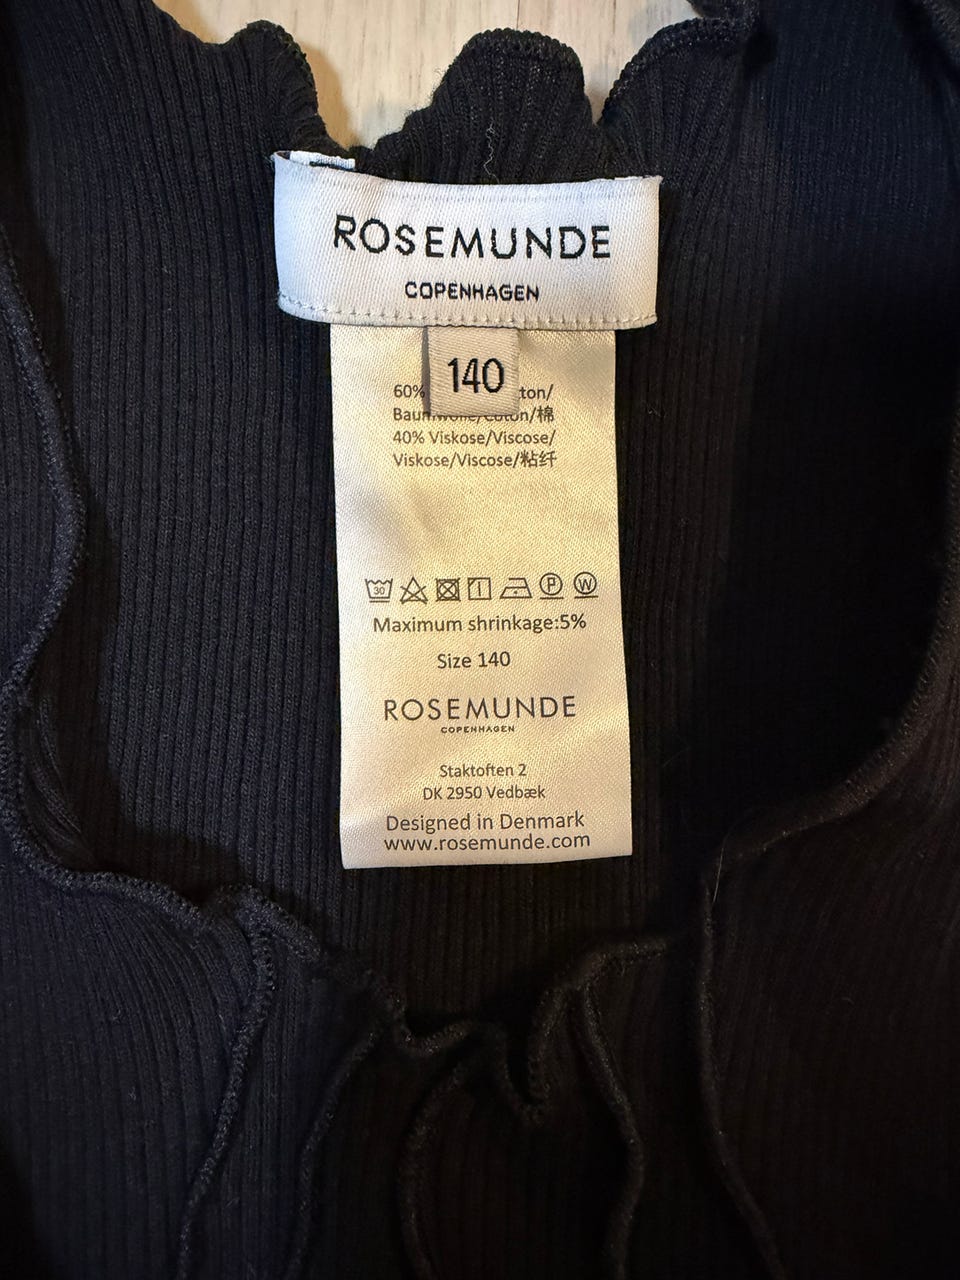 ROSEMUNDE
COPENHAGEN
140
60%
40% Viskose/Viscose/
Viskose/Viscose/粘纤
30
P
W
Maximum shrinkage:5%
Size 140
ROSEMUNDE
COPENHAGEN
Staktoften 2
DK 2950 Vedbæk
Designed in Denmark
www.rosemunde.com